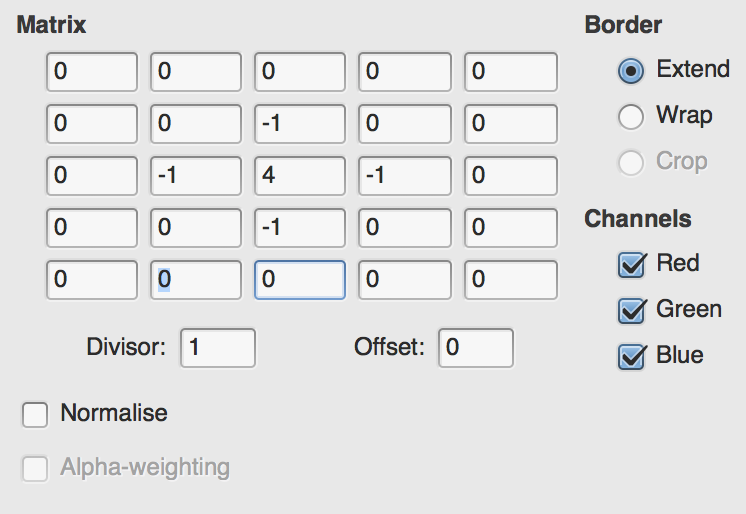 Matrix
Border
0 0 0 0 0
Extend
0 0 -1 0 0
Wrap
0 -1 4 -1 0
Crop
0 0 -1 0 0
Channels
0 0 0 0 0
Red
Green
Divisor: 1 Offset: 0
Blue
Normalise
Alpha-weighting